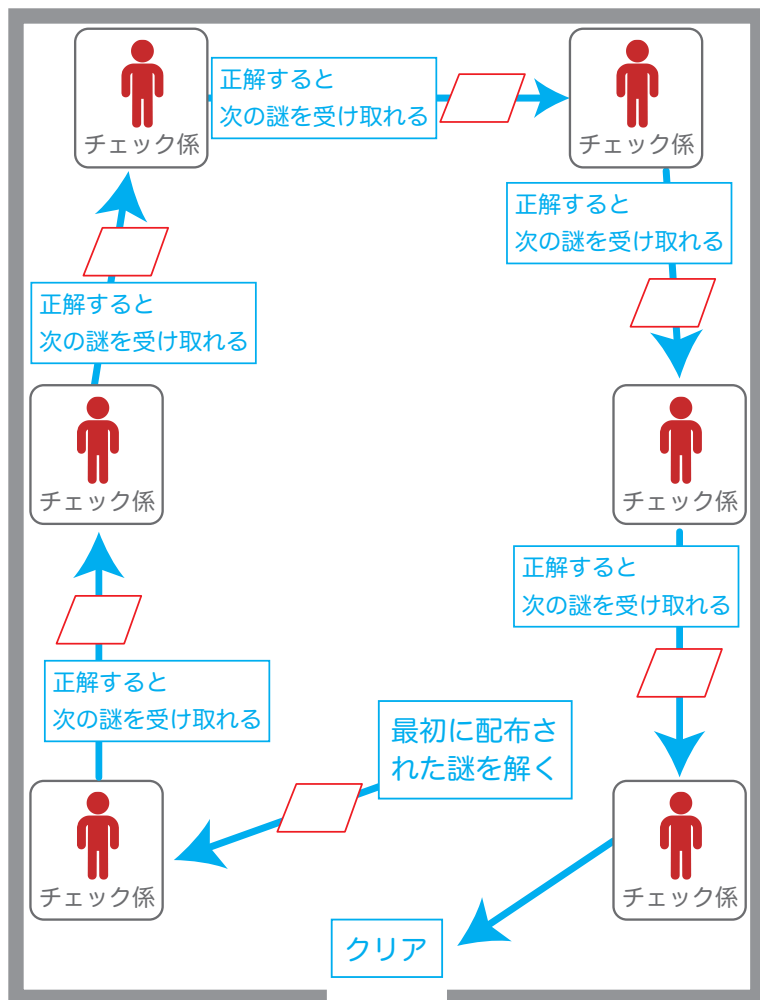 チェック係
正解すると
次の謎を受け取れる
チェック係
正解すると
次の謎を受け取れる
正解すると
次の謎を受け取れる
チェック係
チェック係
正解すると
次の謎を受け取れる
正解すると
次の謎を受け取れる
最初に配布さ
れた謎を解く
チェック係
チェック係
クリア